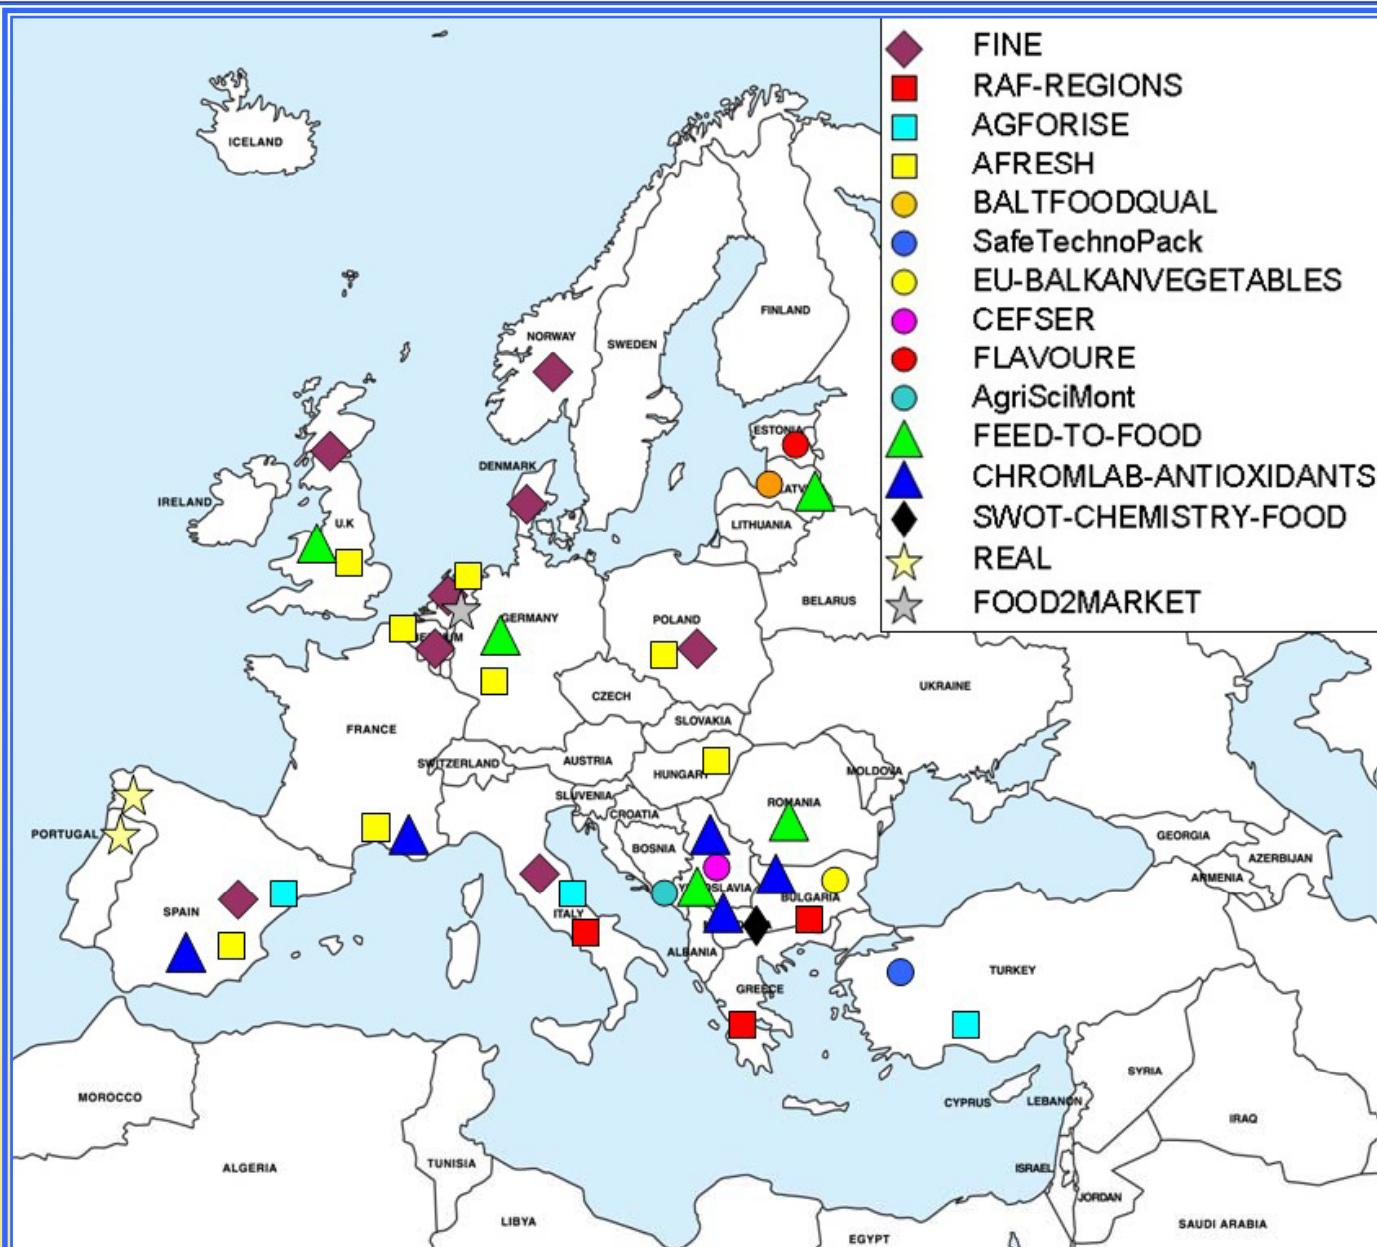 FINE
RAF-REGIONS
AGFORISE
AFRESH
BALTFOODQUAL
SafeTechnoPack
EU-BALKANVEGETABLES
CEFSER
FLAVOURE
AgriSciMont
FEED-TO-FOOD
CHROMLAB-ANTIOXIDANTS
SWOT-CHEMISTRY-FOOD
REAL
FOOD2MARKET
ICELAND
FINLAND
NORWAY
SWEDEN
ESTONIA
DENMARK
IRELAND
U.K
LITHUANIA
BELARUS
GERMANY
POLAND
UKRAINE
CZECH
SLOVAKIA
FRANCE
SWITZERLAND
AUSTRIA
HUNGARY
MOLDOVA
SLUVENIA
ROMANIA
CROATIA
PORTUGAL
BOSNIA
GEORGIA
AZERBIJAN
ARMENIA
BULGARIA
SPAIN
ITALY
ALBANIA
GREECE
TURKEY
SYRIA
CYPRUS
LEBANON
MOROCCO
IRAQ
ALGERIA
TUNISIA
ISRAEL
JORDAN
LIBYA
EGYPT
SAUDI ARABIA